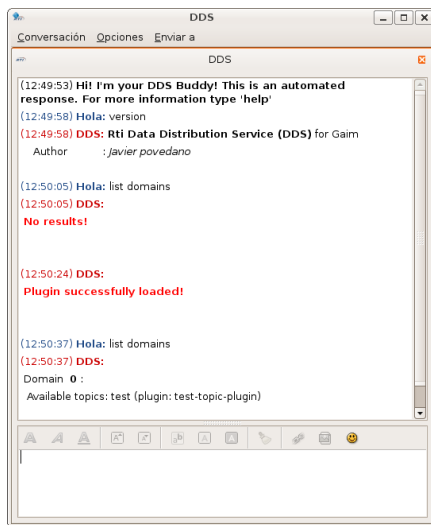 DDS
Conversación Opciones Enviar a
DDS
(12:49:53) Hi! I'm your DDS Buddy! This is an automated
response. For more information type 'help'
(12:49:58) Hola: version
(12:49:58) DDS: Rti Data Distribution Service (DDS) for Gaim
Author : Javier povedano
(12:50:05) Hola: list domains
(12:50:05) DDS:
No results!
(12:50:24) DDS:
Plugin successfully loaded!
(12:50:37) Hola: list domains
(12:50:37) DDS:
Domain 0 :
Available topics: test (plugin: test-topic-plugin)